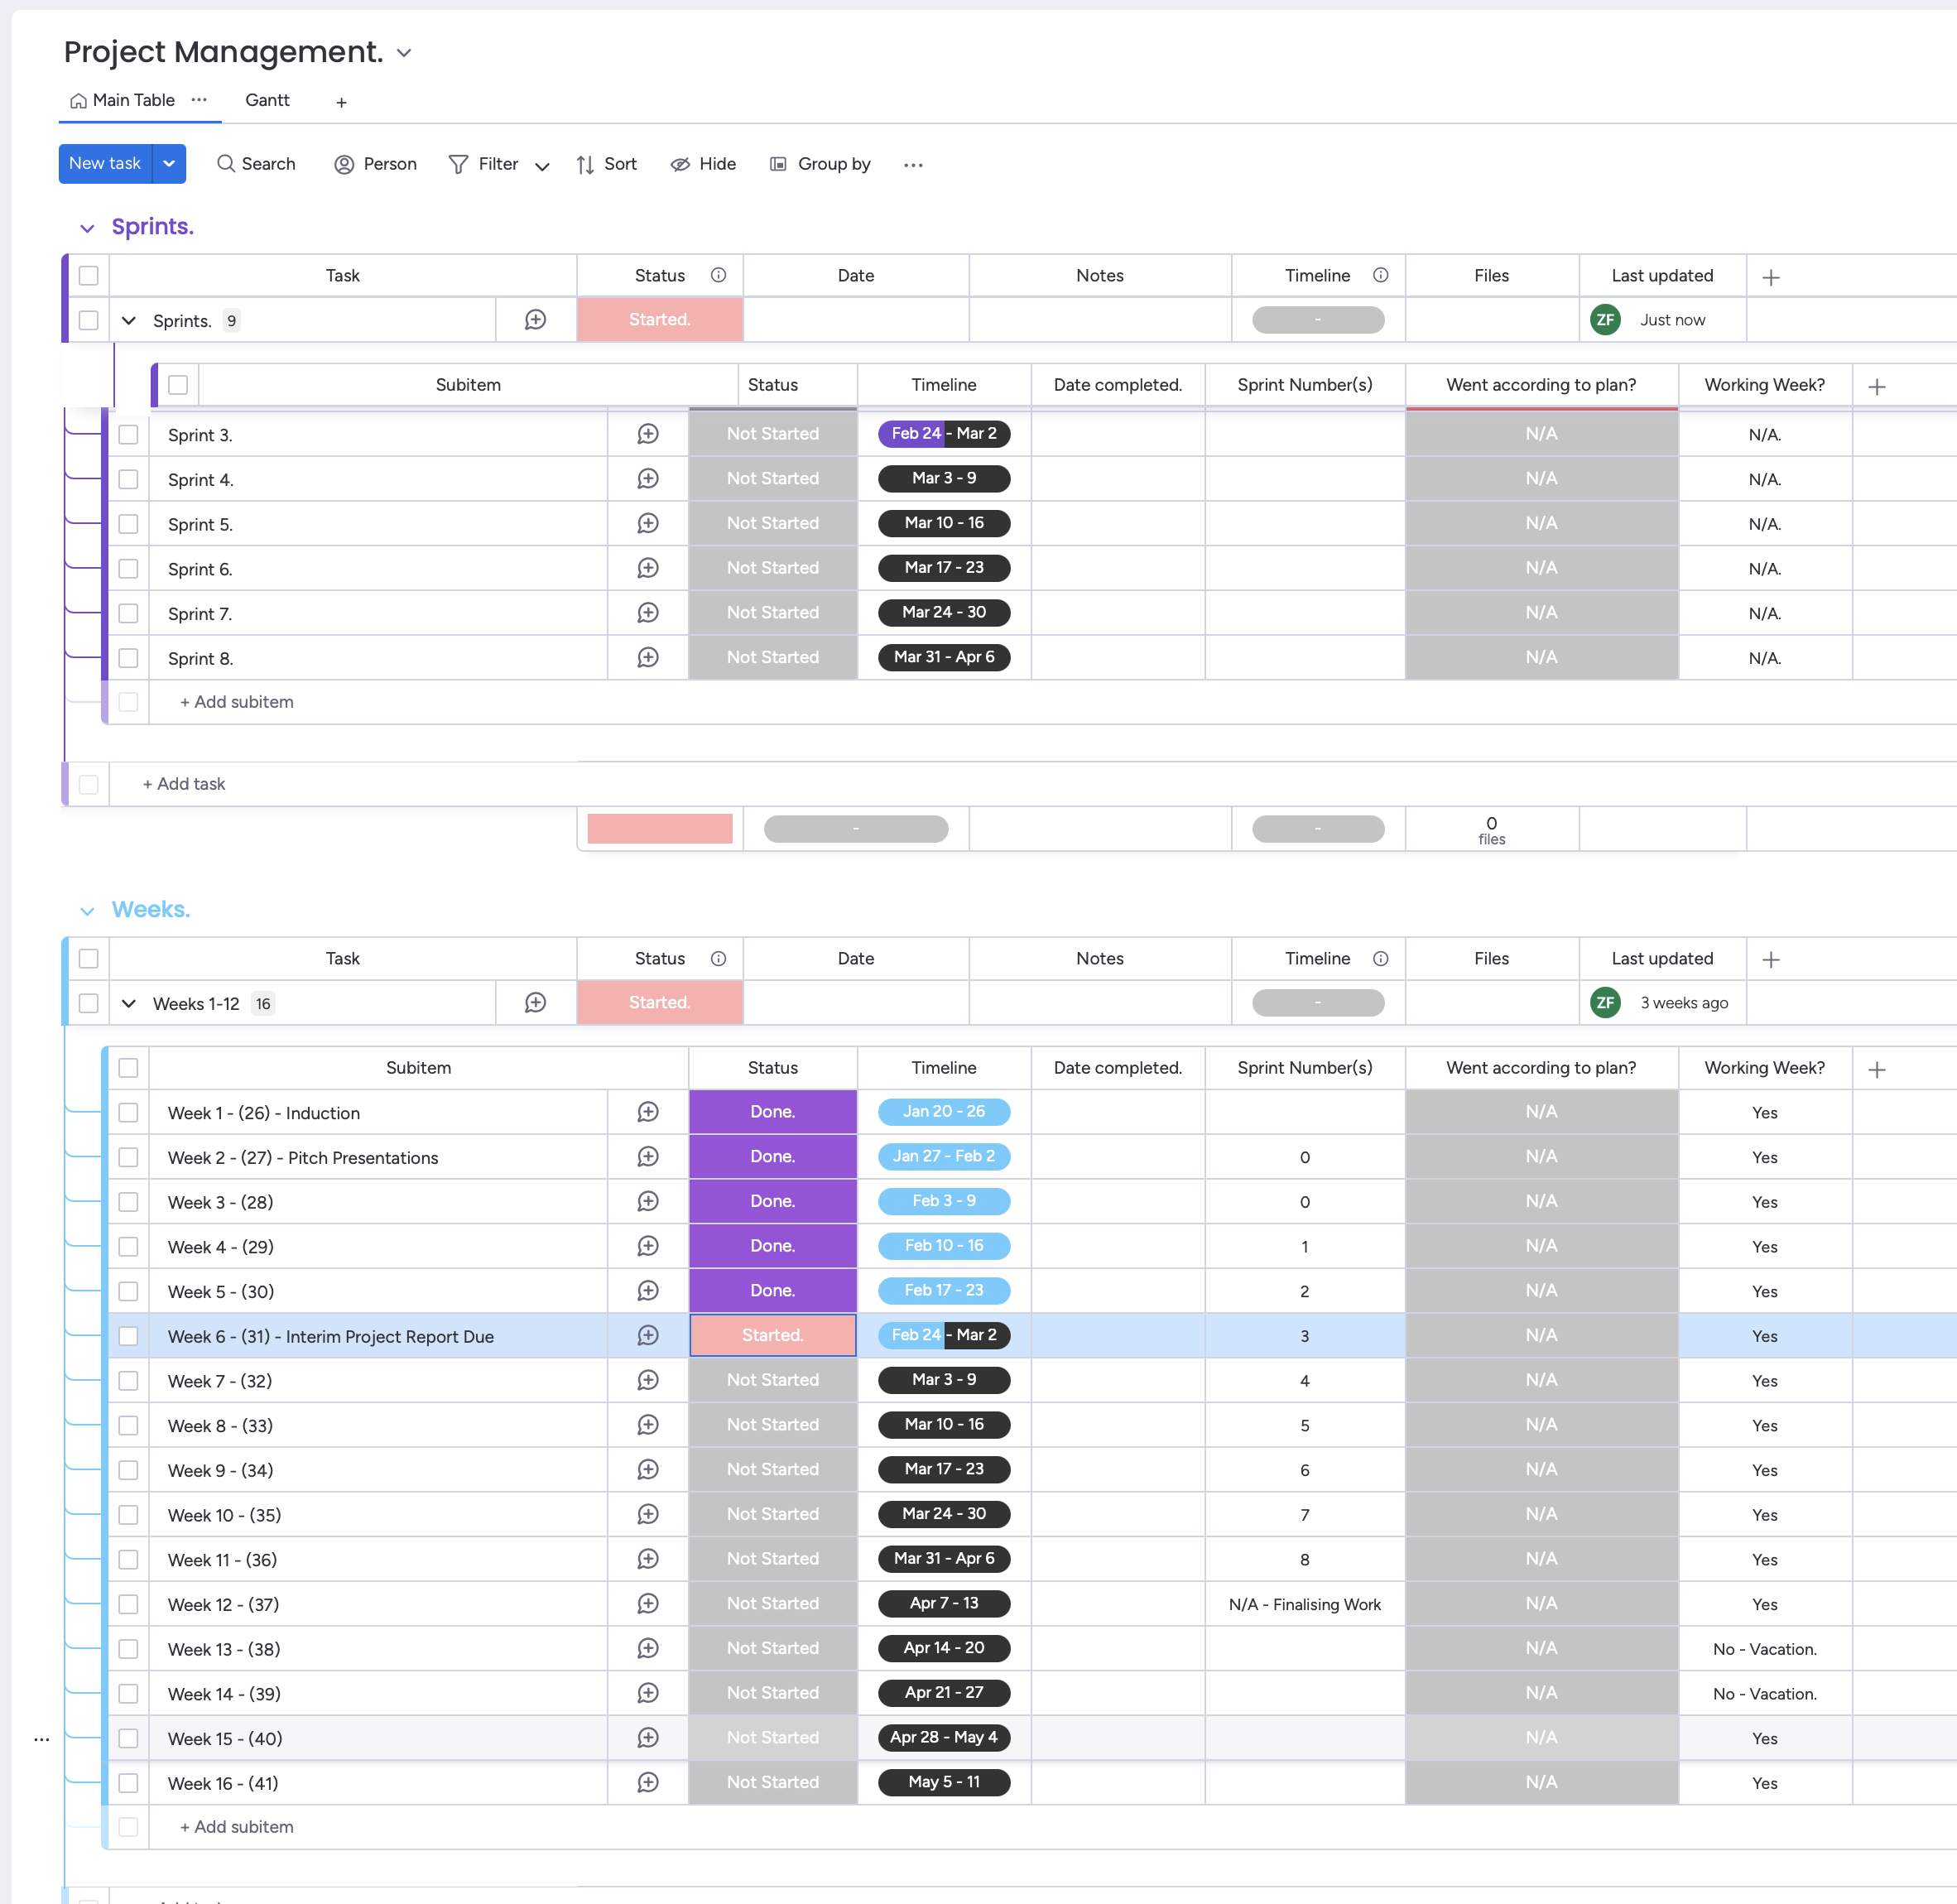 Project Management.
Main Table ... Gantt +
New task Search Person Filter Sort Hide Group by ...
Sprints.
Task Status Date Notes Timeline Files Last updated +
Sprints. 9 Started. - ZF Just now
Subitem Status Timeline Date completed. Sprint Number(s) Went according to plan? Working Week? +
Sprint 3. Not Started Feb 24 - Mar 2 N/A N/A.
Sprint 4. Not Started Mar 3 - 9 N/A N/A.
Sprint 5. Not Started Mar 10 - 16 N/A N/A.
Sprint 6. Not Started Mar 17 - 23 N/A N/A.
Sprint 7. Not Started Mar 24 - 30 N/A N/A.
Sprint 8. Not Started Mar 31 - Apr 6 N/A N/A.
+ Add subitem
+ Add task
- - 0
files
Weeks.
Task Status Date Notes Timeline Files Last updated +
Weeks 1-12 16 Started. - ZF 3 weeks ago
Subitem Status Timeline Date completed. Sprint Number(s) Went according to plan? Working Week? +
Week 1 - (26) - Induction Done. Jan 20 - 26 N/A Yes
Week 2 - (27) - Pitch Presentations Done. Jan 27 - Feb 2 0 N/A Yes
Week 3 - (28) Done. Feb 3 - 9 0 N/A Yes
Week 4 - (29) Done. Feb 10 - 16 1 N/A Yes
Week 5 - (30) Done. Feb 17 - 23 2 N/A Yes
Week 6 - (31) - Interim Project Report Due Started. Feb 24 - Mar 2 3 N/A Yes
Week 7 - (32) Not Started Mar 3 - 9 4 N/A Yes
Week 8 - (33) Not Started Mar 10 - 16 5 N/A Yes
Week 9 - (34) Not Started Mar 17 - 23 6 N/A Yes
Week 10 - (35) Not Started Mar 24 - 30 7 N/A Yes
Week 11 - (36) Not Started Mar 31 - Apr 6 8 N/A Yes
Week 12 - (37) Not Started Apr 7 - 13 N/A - Finalising Work N/A Yes
Week 13 - (38) Not Started Apr 14 - 20 N/A No - Vacation.
Week 14 - (39) Not Started Apr 21 - 27 N/A No - Vacation.
... Week 15 - (40) Not Started Apr 28 - May 4 N/A Yes
Week 16 - (41) Not Started May 5 - 11 N/A Yes
+ Add subitem